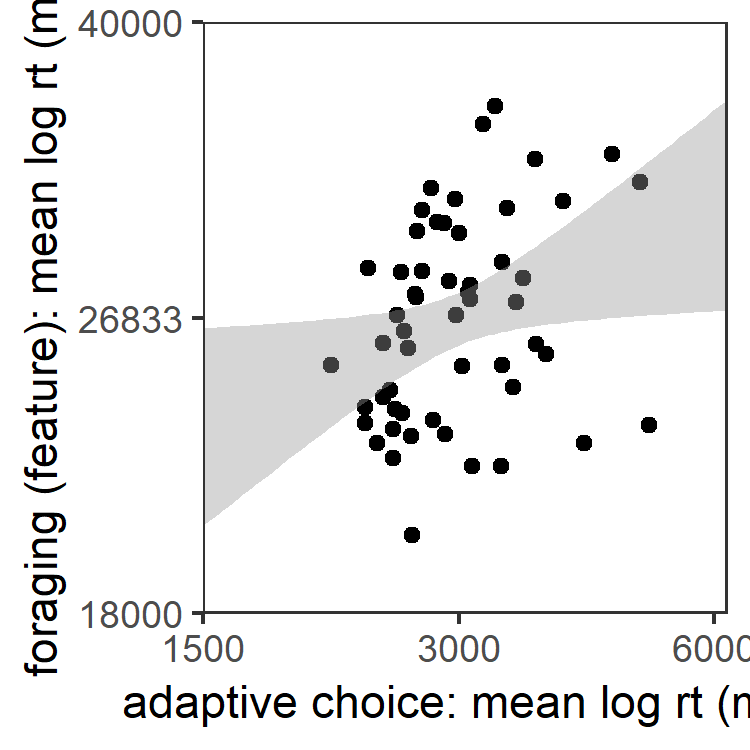 40000
26833
18000
1500 3000 6000
foraging (feature): mean log rt (m
adaptive choice: mean log rt (m